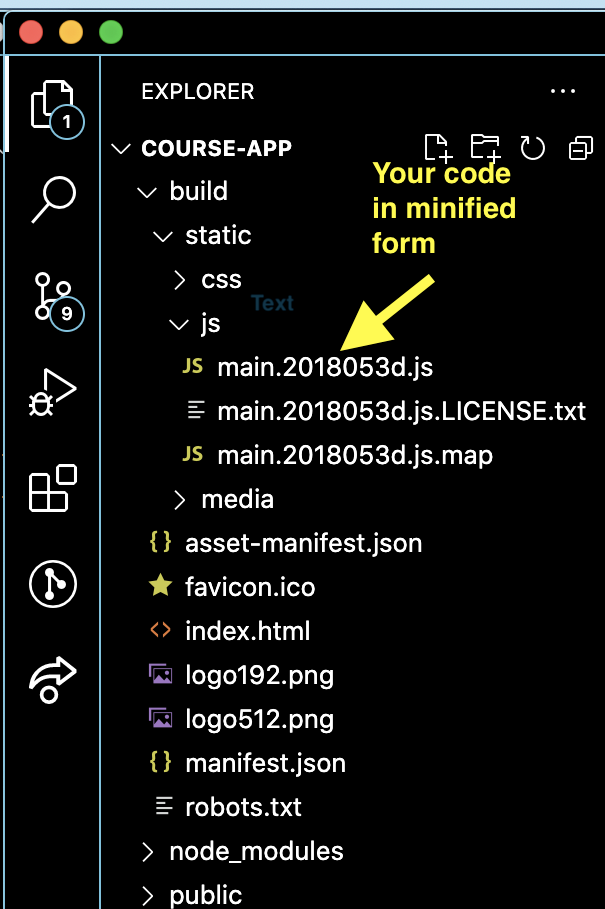 EXPLORER
1
COURSE-APP
Your code
in minified
form
build
static
css
Text
9
js
JS main.2018053d.js
main.2018053d.js.LICENSE.txt
JS main.2018053d.js.map
media
{} asset-manifest.json
favicon.ico
<> index.html
logo192.png
logo512.png
{} manifest.json
robots.txt
node_modules
public